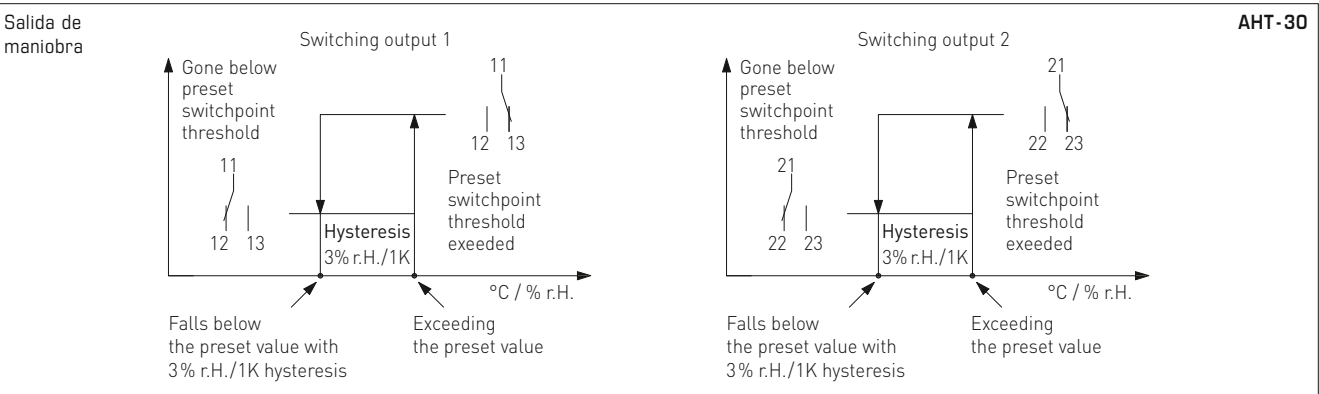 Salida de
maniobra
AHT-30
Switching output 1
Gone below
preset
switchpoint
threshold
11
12 13
11
12 13
Preset
switchpoint
threshold
exeeded
Hysteresis
3% r.H./1K
°C / % r.H.
Falls below
the preset value with
3% r.H./1K hysteresis
Exceeding
the preset value
Switching output 2
Gone below
preset
switchpoint
threshold
21
22 23
21
22 23
Preset
switchpoint
threshold
exeeded
Hysteresis
3% r.H./1K
°C / % r.H.
Falls below
the preset value with
3% r.H./1K hysteresis
Exceeding
the preset value